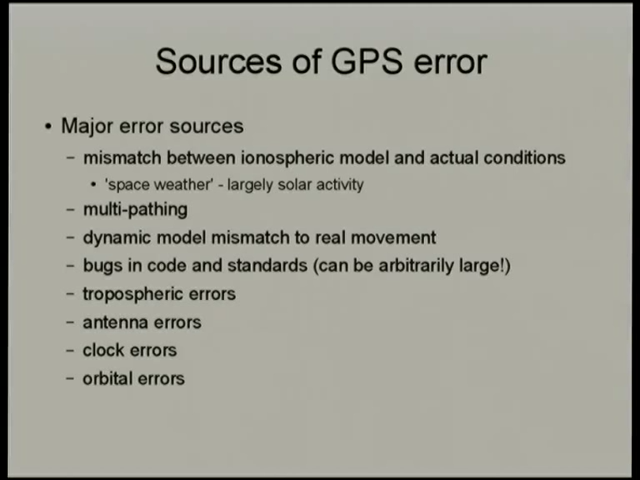 Sources of GPS error
• Major error sources
– mismatch between ionospheric model and actual conditions
• 'space weather' - largely solar activity
– multi-pathing
– dynamic model mismatch to real movement
– bugs in code and standards (can be arbitrarily large!)
– tropospheric errors
– antenna errors
– clock errors
– orbital errors